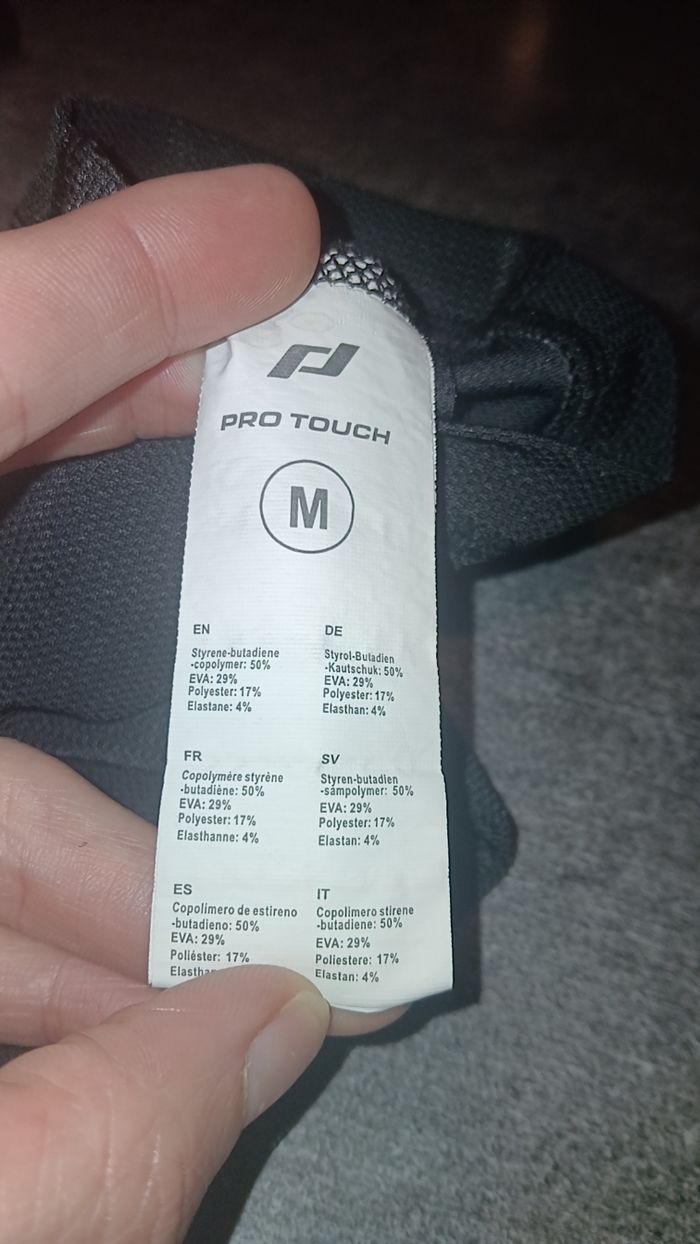 PRO TOUCH
M
EN
Styrene-butadiene
-copolymer: 50%
EVA: 29%
Polyester: 17%
Elastane: 4%
DE
Styrol-Butadien
-Kautschuk: 50%
EVA: 29%
Polyester: 17%
Elasthan: 4%
FR
Copolymére styrène
-butadiène: 50%
EVA: 29%
Polyester: 17%
Elasthanne: 4%
SV
Styren-butadien
-sampolymer: 50%
EVA: 29%
Polyester: 17%
Elastan: 4%
ES
Copolimero de estireno
-butadieno: 50%
EVA: 29%
Poliéster: 17%
IT
Copolimero stirene
-butadiene: 50%
EVA: 29%
Poliestere: 17%
Elastan: 4%